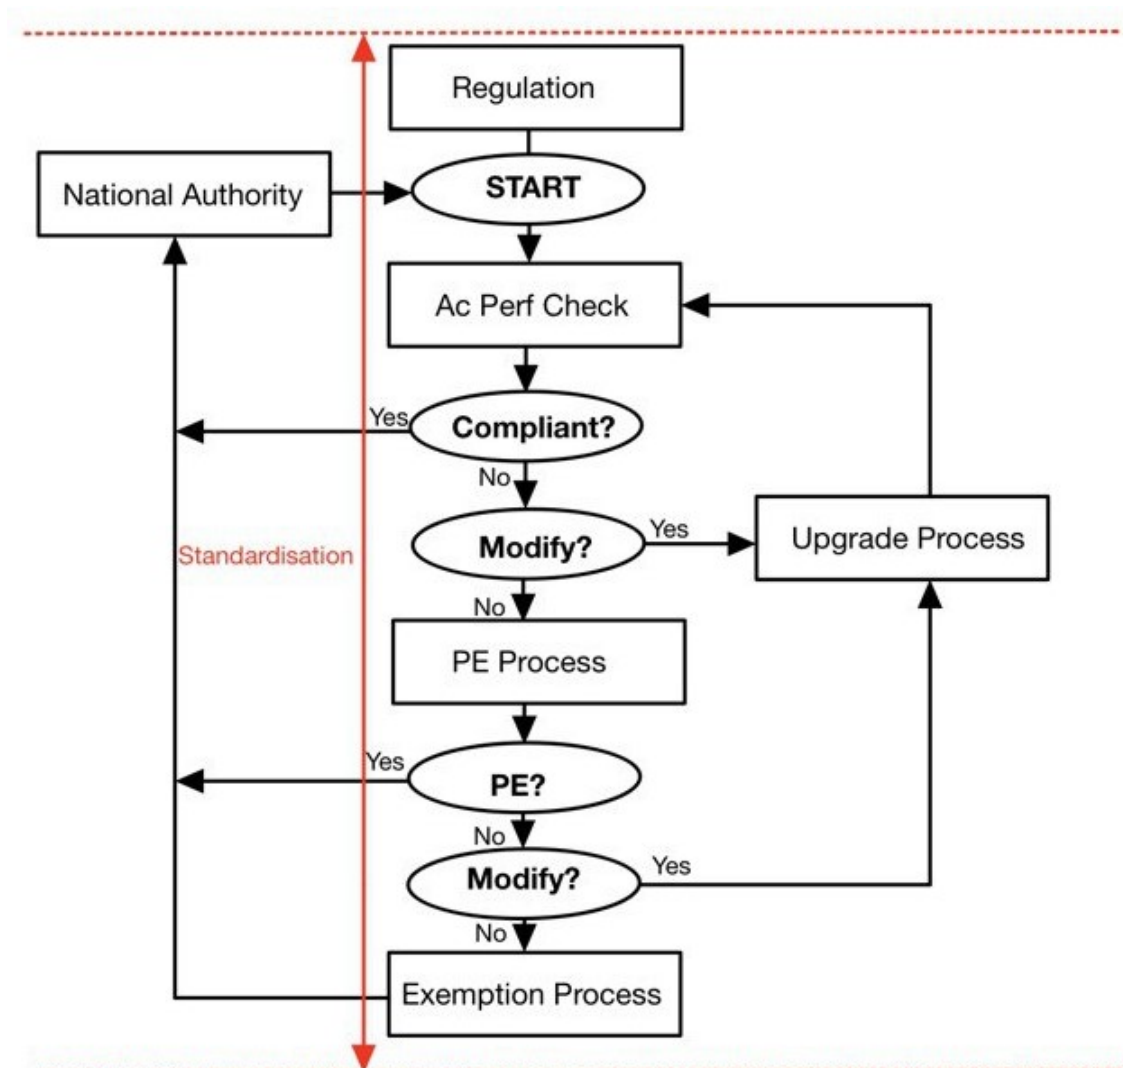 Regulation
National Authority
START
Ac Perf Check
Yes
Compliant?
No
Modify?
Yes
Upgrade Process
Standardisation
No
PE Process
Yes
PE?
No
Modify?
Yes
No
Exemption Process